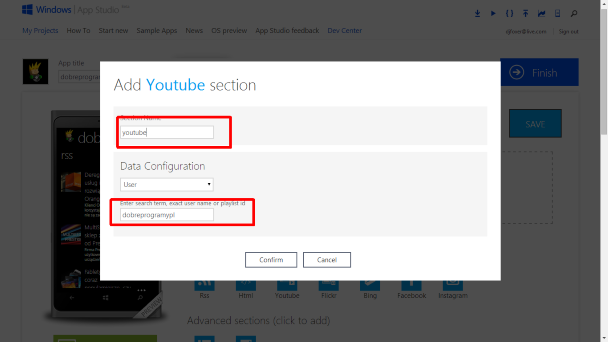 Windows | App Studio Beta
My Projects How To Start new Sample Apps News OS preview App Studio feedback Dev Center
Sign out
App title
dobreprogra
Finish
Add Youtube section
Section Name
youtube
SAVE
Data Configuration
User
Enter search term, exact user name or playlist id
dobreprogramypl
Confirm Cancel
dob
rss
Rss Html Youtube Flickr Bing Facebook Instagram
Advanced sections (click to add)